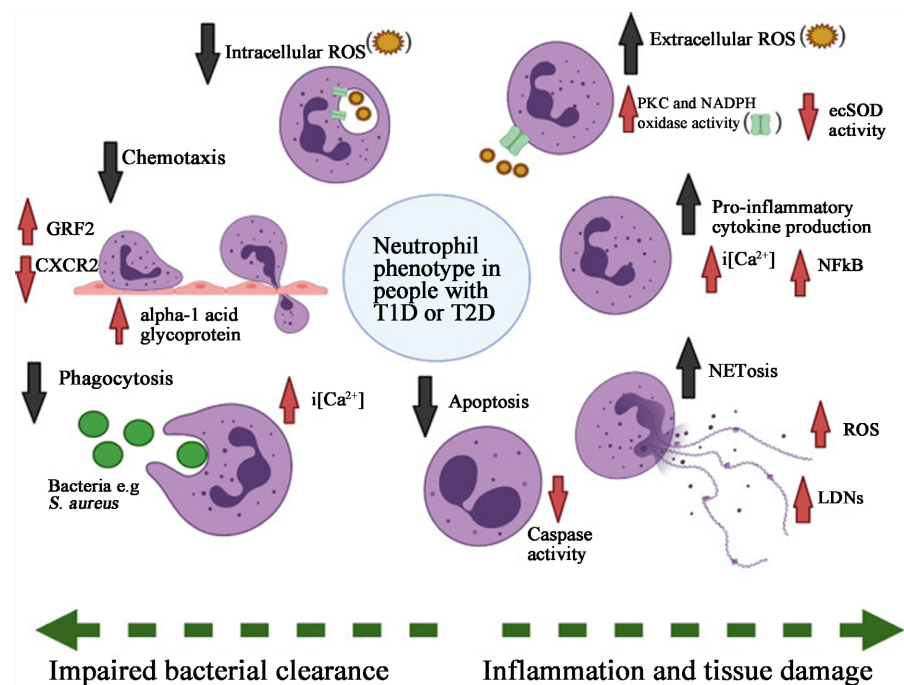 Intracellular ROS ( )
Extracellular ROS ( )
PKC and NADPH
oxidase activity ( )
ecSOD
activity
Chemotaxis
GRF2
CXCR2
alpha-1 acid
glycoprotein
Neutrophil
phenotype in
people with
T1D or T2D
Pro-inflammatory
cytokine production
i[Ca²⁺]
NFkB
Phagocytosis
i[Ca²⁺]
Bacteria e.g
S. aureus
Apoptosis
Caspase
activity
NETosis
ROS
LDNs
Impaired bacterial clearance
Inflammation and tissue damage